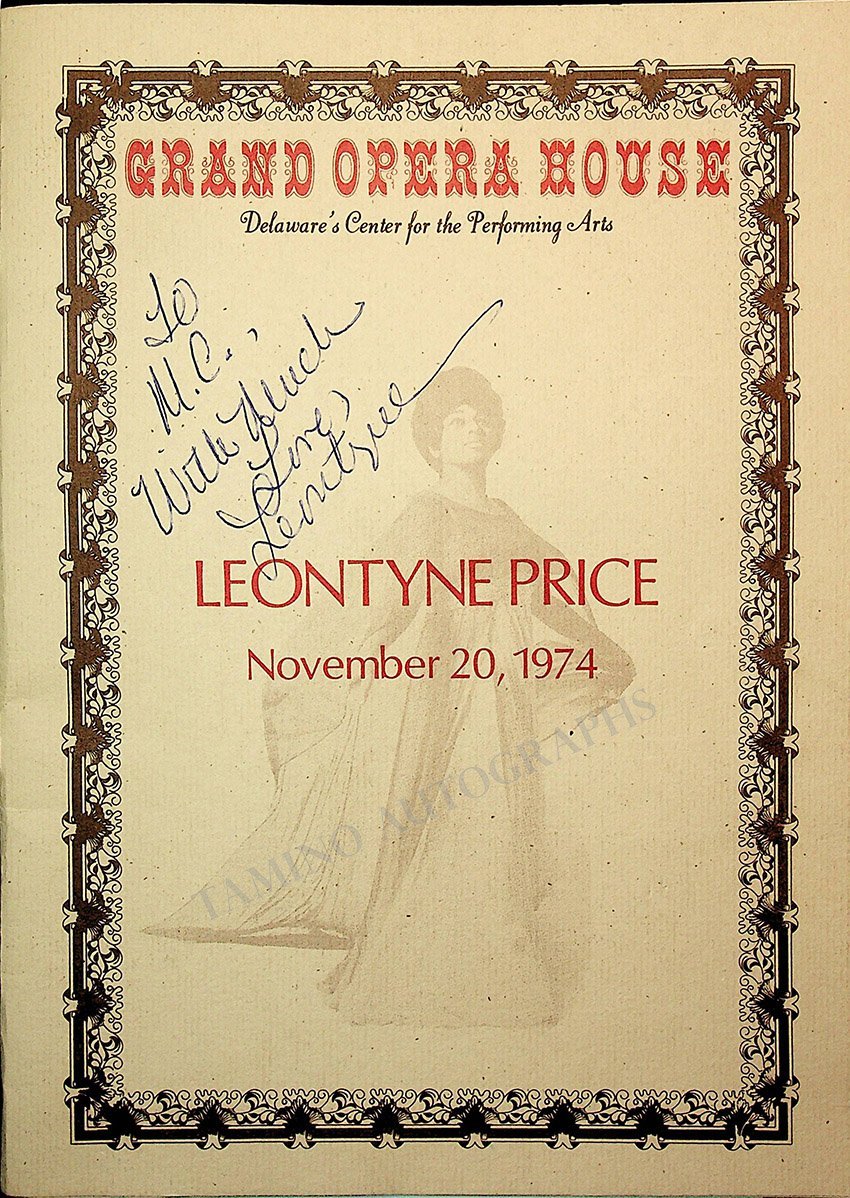 GRAND OPERA HOUSE
Delaware's Center for the Performing Arts
To
M.C.,
With Much
Love,
Leontyne
LEONTYNE PRICE
November 20, 1974
TAMINO AUTOGRAPHS